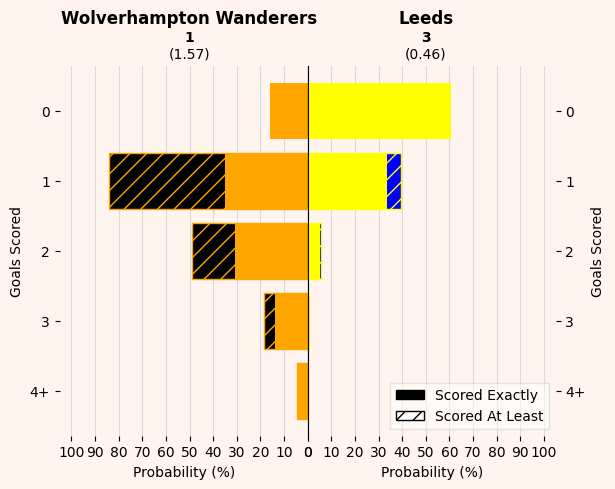 Wolverhampton Wanderers Leeds
1 3
(1.57) (0.46)
0 0
1 1
2 2
3 3
4+ 4+
Goals Scored Goals Scored
Scored Exactly
Scored At Least
100 90 80 70 60 50 40 30 20 10 0 0 10 20 30 40 50 60 70 80 90 100
Probability (%) Probability (%)